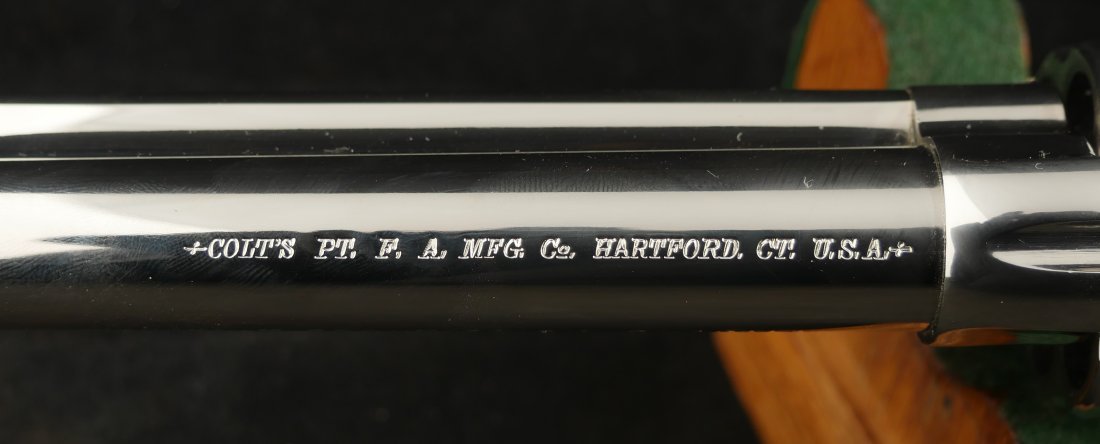 +COLT'S PT. F. A. MFG. Co. HARTFORD. CT. U.S.A.+